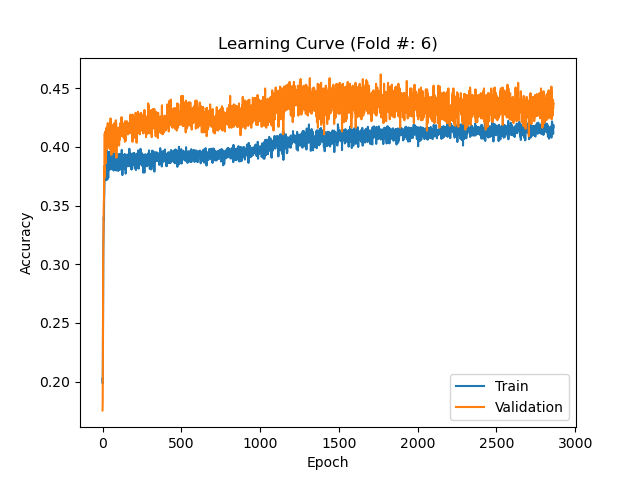 Learning Curve (Fold #: 6)
0.45
0.40
0.35
0.30
0.25
0.20
Accuracy
0 500 1000 1500 2000 2500 3000
Epoch
Train
Validation